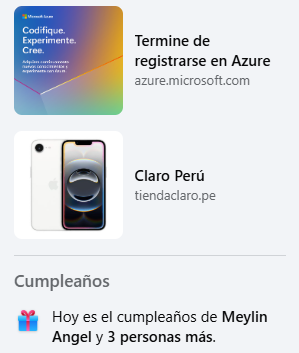 Microsoft Azure
Codifique.
Experimente.
Cree.
Termine de
registrarse en Azure
azure.microsoft.com
Claro Perú
tiendaclaro.pe
Cumpleaños
Hoy es el cumpleaños de Meylin
Angel y 3 personas más.